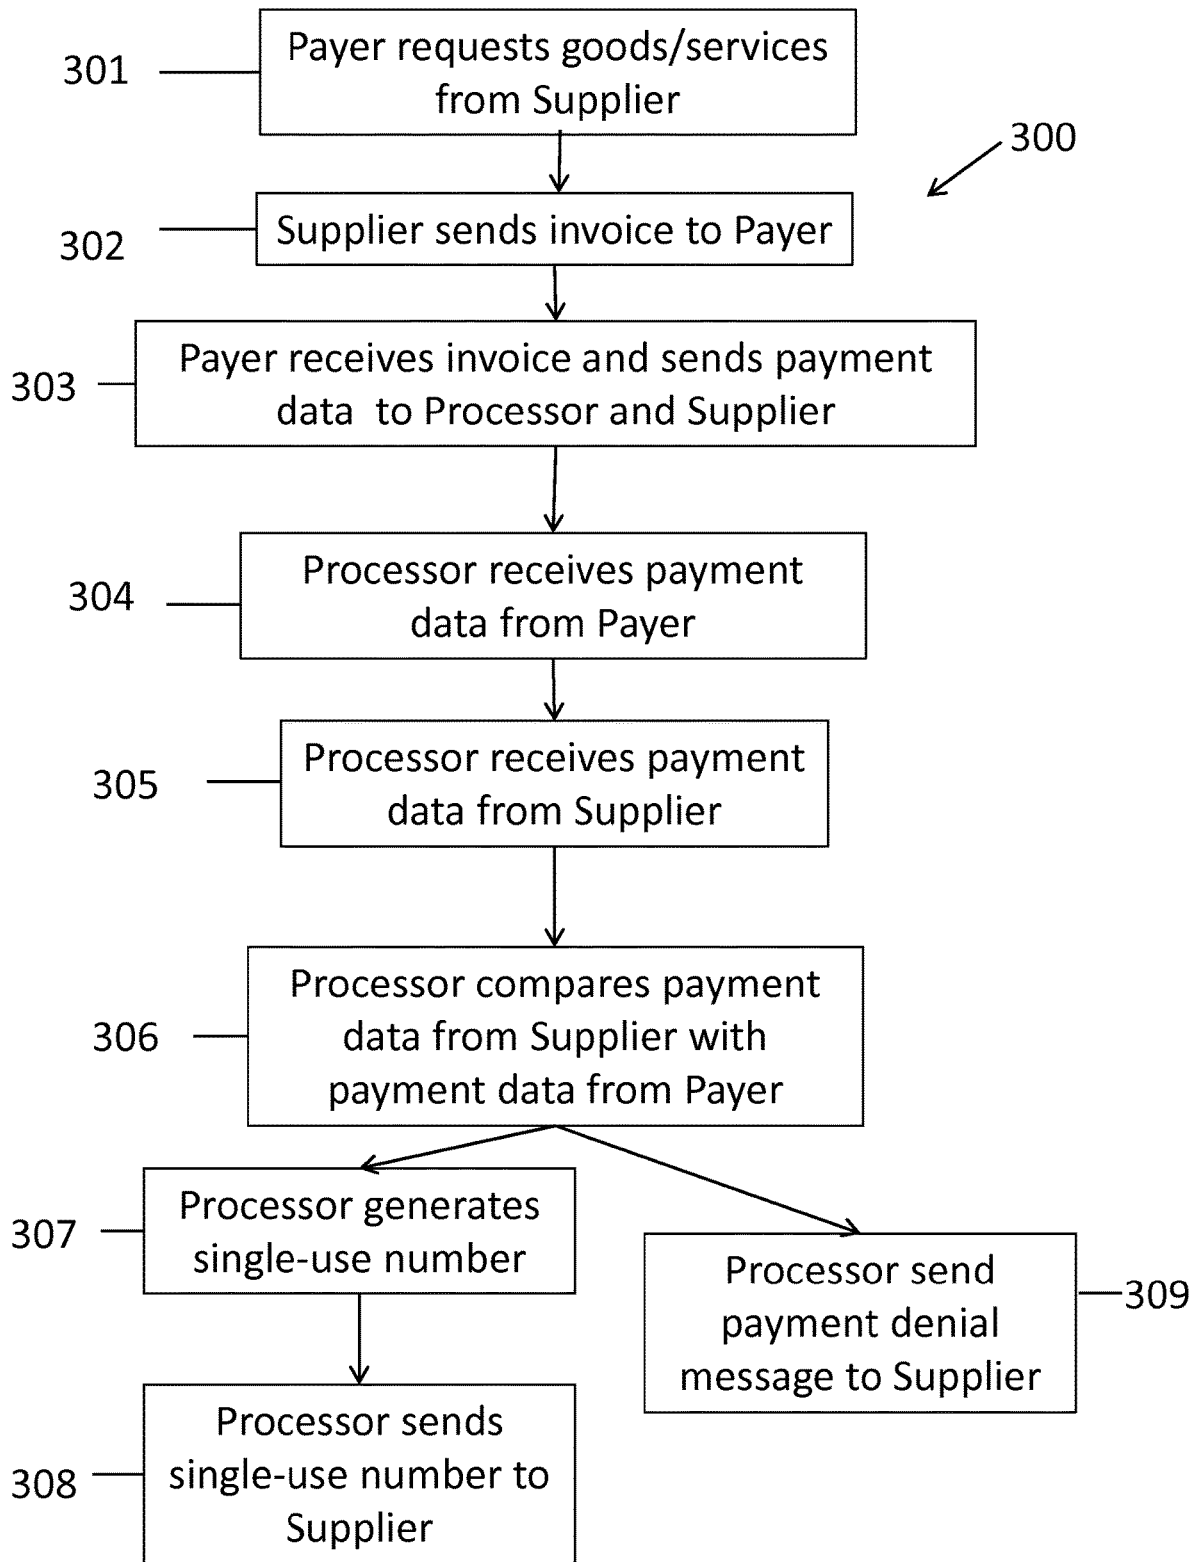 301
Payer requests goods/services
from Supplier
300
302
Supplier sends invoice to Payer
303
Payer receives invoice and sends payment
data  to Processor and Supplier
304
Processor receives payment
data from Payer
305
Processor receives payment
data from Supplier
306
Processor compares payment
data from Supplier with
payment data from Payer
307
Processor generates
single-use number
309
Processor send
payment denial
message to Supplier
308
Processor sends
single-use number to
Supplier